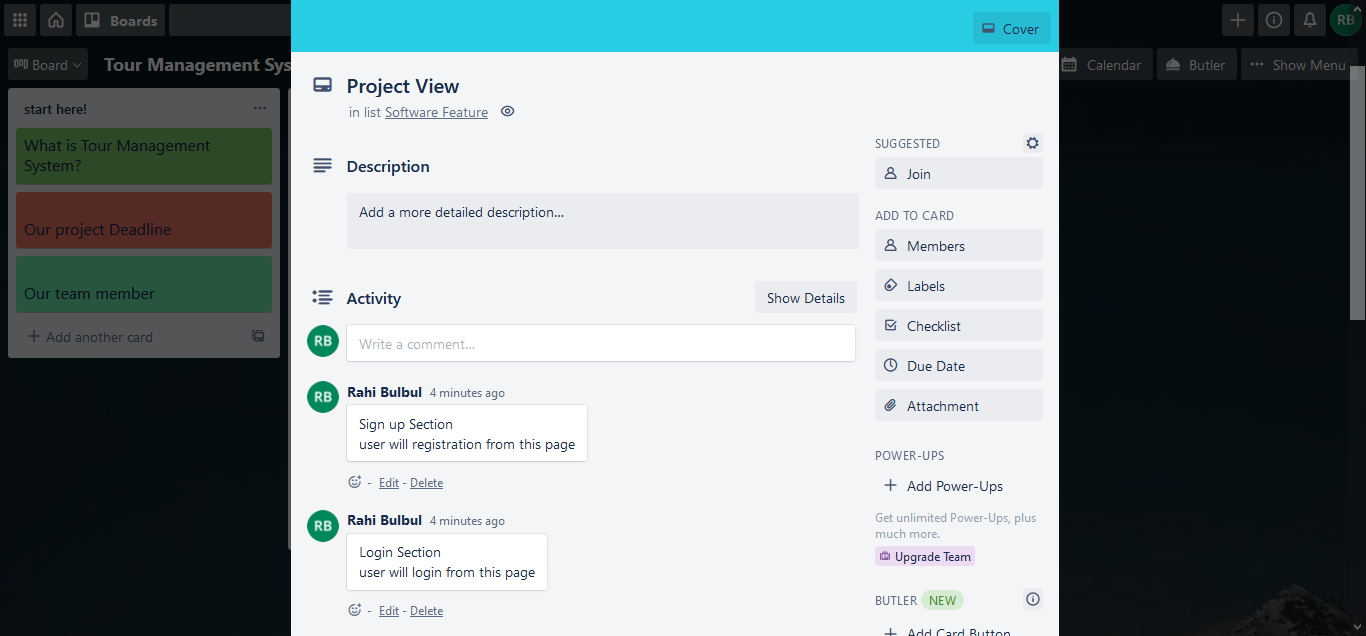 Boards
RB
Board
Tour Management Sys
Calendar
Butler
Show Menu
start here!
What is Tour Management
System?
Our project Deadline
Our team member
Add another card
Cover
Project View
in list Software Feature
Description
Add a more detailed description...
Activity
Show Details
RB
Write a comment...
RB
Rahi Bulbul 4 minutes ago
Sign up Section
user will registration from this page
- Edit - Delete
RB
Rahi Bulbul 4 minutes ago
Login Section
user will login from this page
- Edit - Delete
SUGGESTED
Join
ADD TO CARD
Members
Labels
Checklist
Due Date
Attachment
POWER-UPS
Add Power-Ups
Get unlimited Power-Ups, plus
much more.
Upgrade Team
BUTLER NEW
Add Card Button